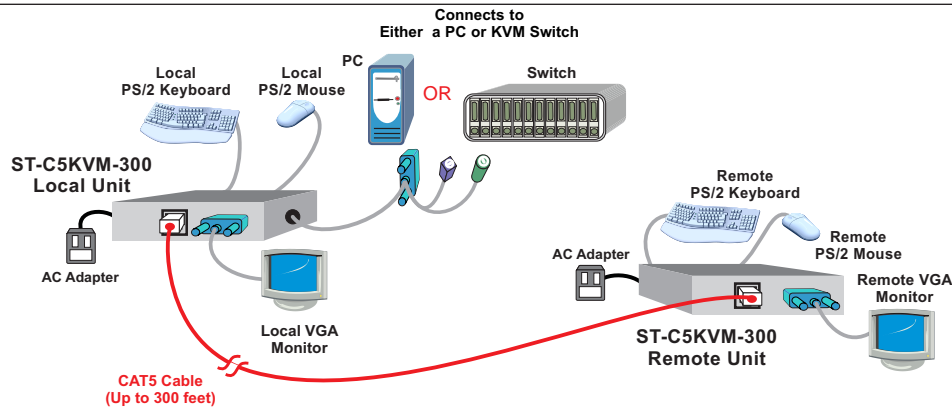 Connects to
Either a PC or KVM Switch
Local
PS/2 Keyboard
Local
PS/2 Mouse
PC
OR
Switch
ST-C5KVM-300
Local Unit
AC Adapter
Local VGA
Monitor
CAT5 Cable
(Up to 300 feet)
Remote
PS/2 Keyboard
Remote
PS/2 Mouse
AC Adapter
Remote VGA
Monitor
ST-C5KVM-300
Remote Unit